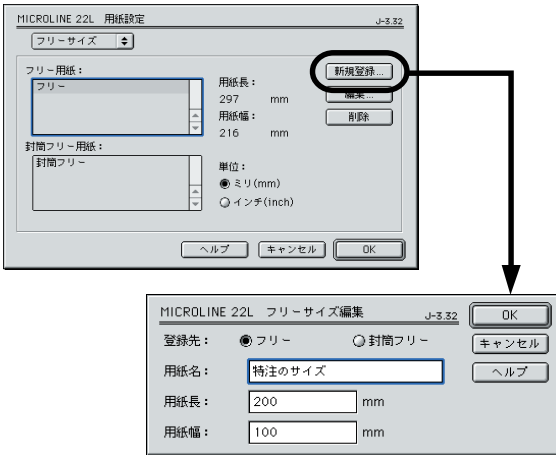 MICROLINE 22L 用紙設定 J-3.32
フリーサイズ
フリー用紙：
フリー
用紙長：
297 mm
用紙幅：
216 mm
新規登録...
編集...
削除
封筒フリー用紙：
封筒フリー
単位：
ミリ(mm)
インチ(inch)
ヘルプ キャンセル OK
MICROLINE 22L フリーサイズ編集 J-3.32
OK
登録先： フリー 封筒フリー
キャンセル
用紙名： 特注のサイズ
ヘルプ
用紙長： 200 mm
用紙幅： 100 mm